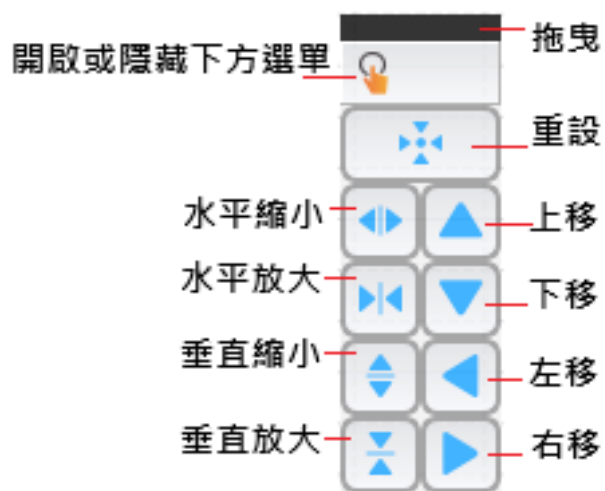 拖曳
開啟或隱藏下方選單
重設
水平縮小
上移
水平放大
下移
垂直縮小
左移
垂直放大
右移